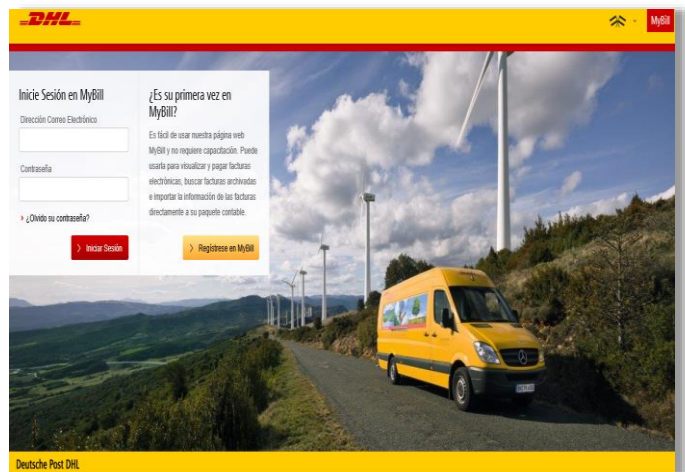 DHL
MyBill
Inicie Sesión en MyBill
Dirección Correo Electrónico
Contraseña
¿Olvido su contraseña?
Iniciar Sesión
¿Es su primera vez en
MyBill?
Es fácil de usar nuestra página web
MyBill y no requiere capacitación. Puede
usarla para visualizar y pagar facturas
electrónicas, buscar facturas archivadas
e importar la información de las facturas
directamente a su paquete contable.
Regístrese en MyBill
Deutsche Post DHL